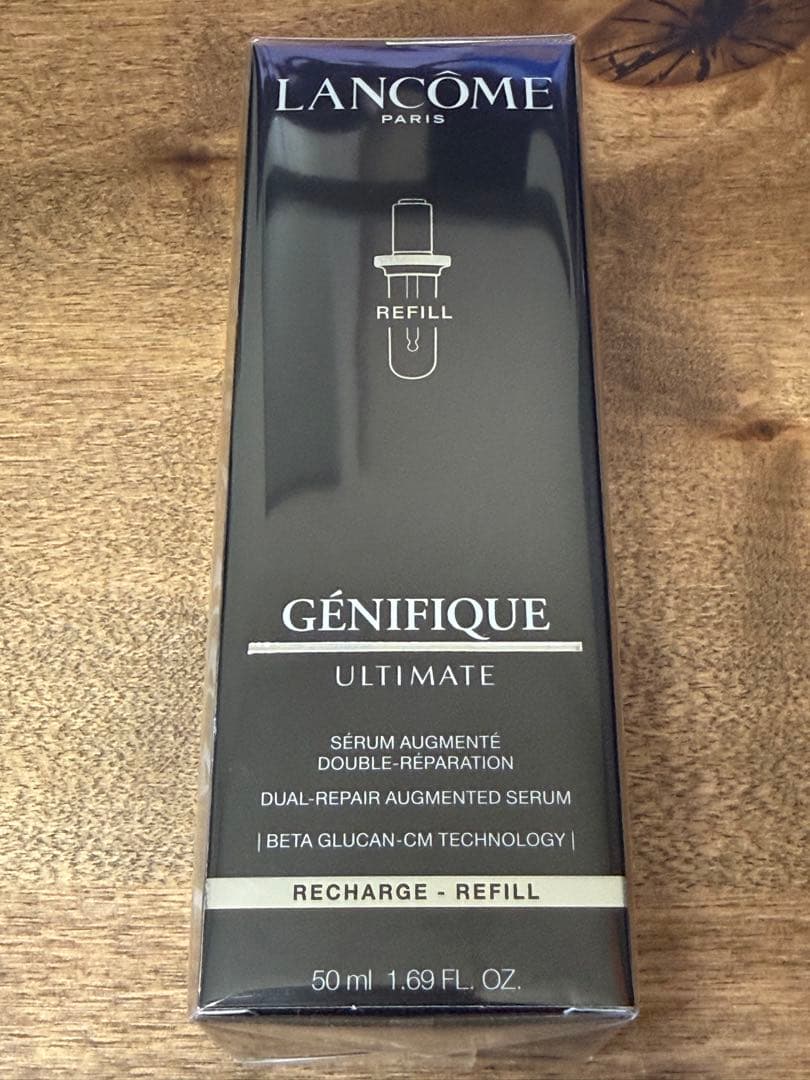 LANCÔME
PARIS
REFILL
GÉNIFIQUE
ULTIMATE
SÉRUM AUGMENTÉ
DOUBLE-RÉPARATION
DUAL-REPAIR AUGMENTED SERUM
| BETA GLUCAN-CM TECHNOLOGY |
RECHARGE - REFILL
50 ml 1.69 FL. OZ.